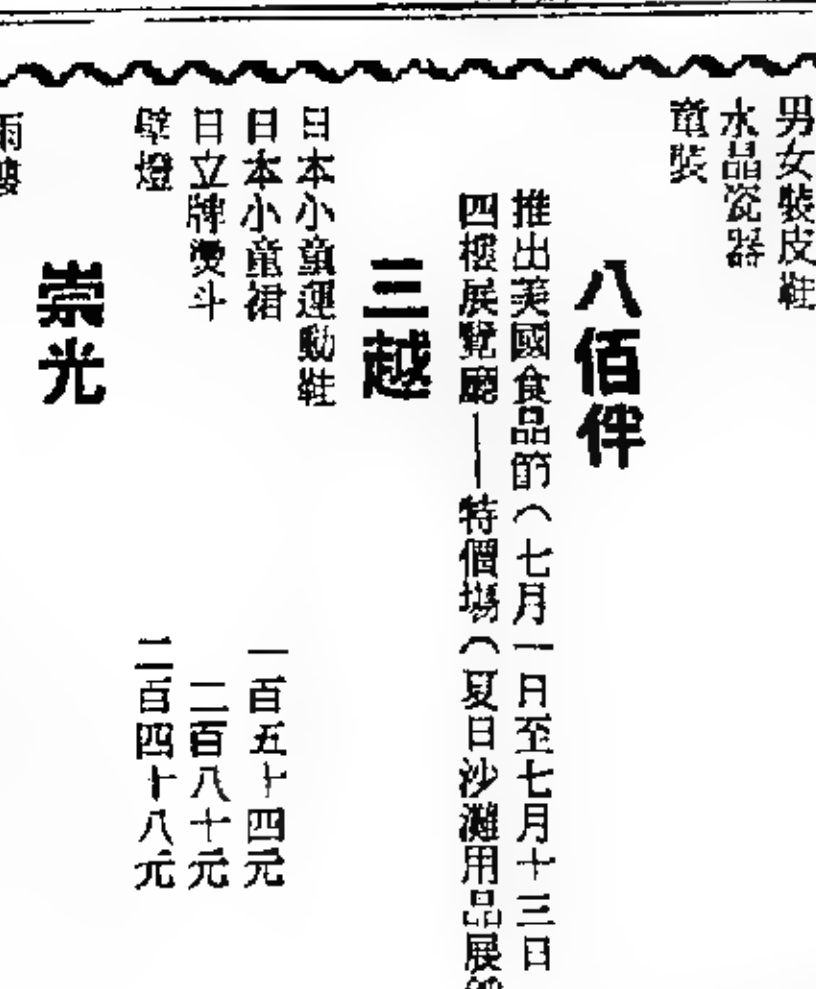 男女裝皮鞋
水晶瓷器
童裝
八佰伴
推出美國食品節（七月一日至七月十三日
四樓展覽廳——特價場（夏日沙灘用品展
三越
日本小童運動鞋
日本小童裙 一百五十四元
日立牌燙斗 二百八十元
壁燈 二百四十八元
崇光
雨褸